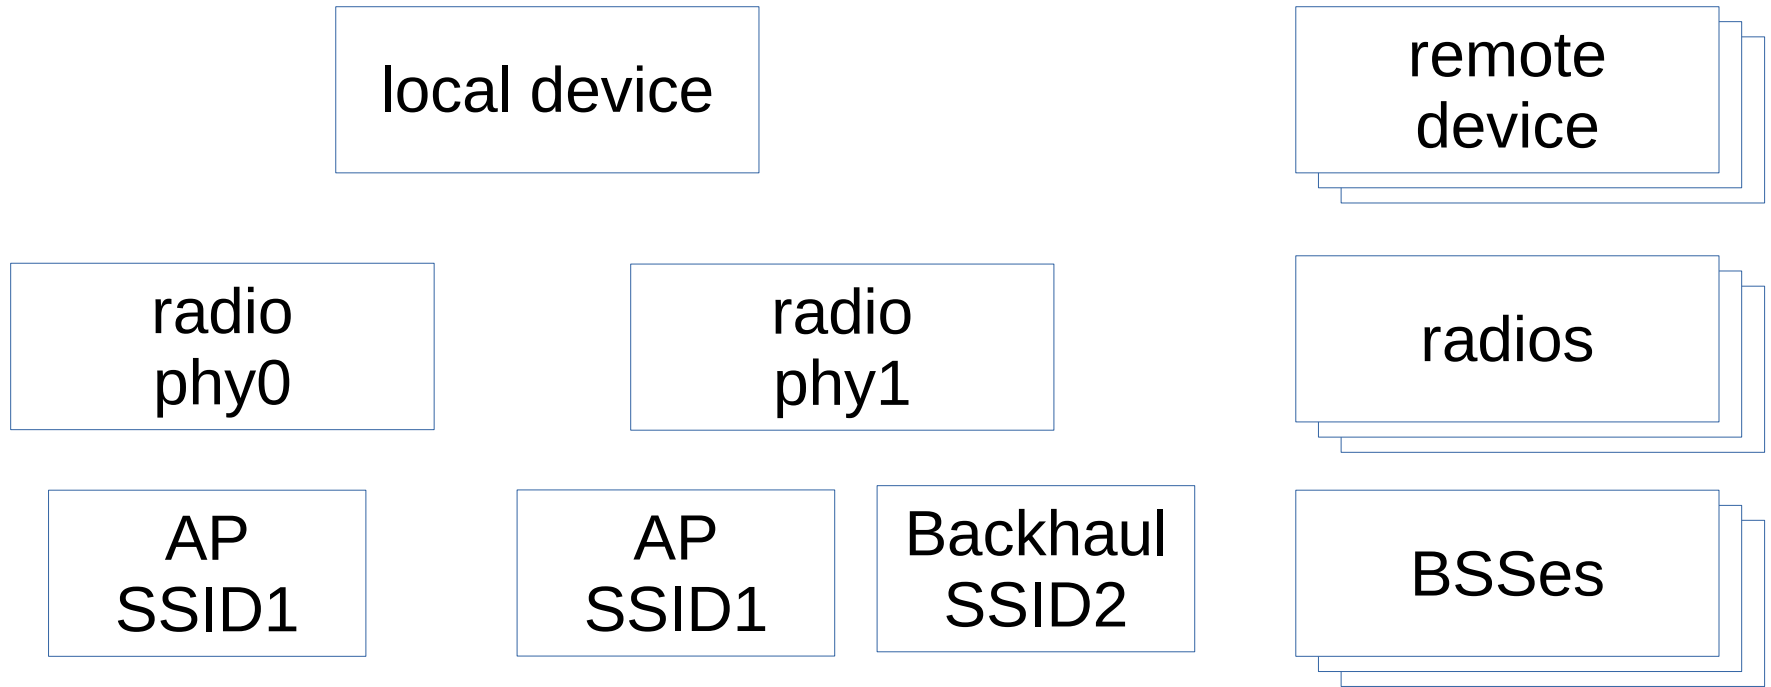 local device
remote
device
radio
phy0
radio
phy1
radios
AP
SSID1
AP
SSID1
Backhaul
SSID2
BSSes